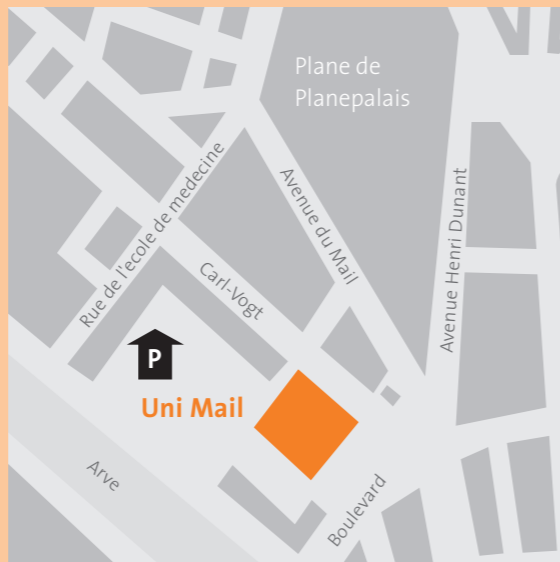 Plane de
Planepalais
Rue de l'ecole de medecine
Avenue du Mail
Avenue Henri Dunant
Carl-Vogt
P
Uni Mail
Arve
Boulevard